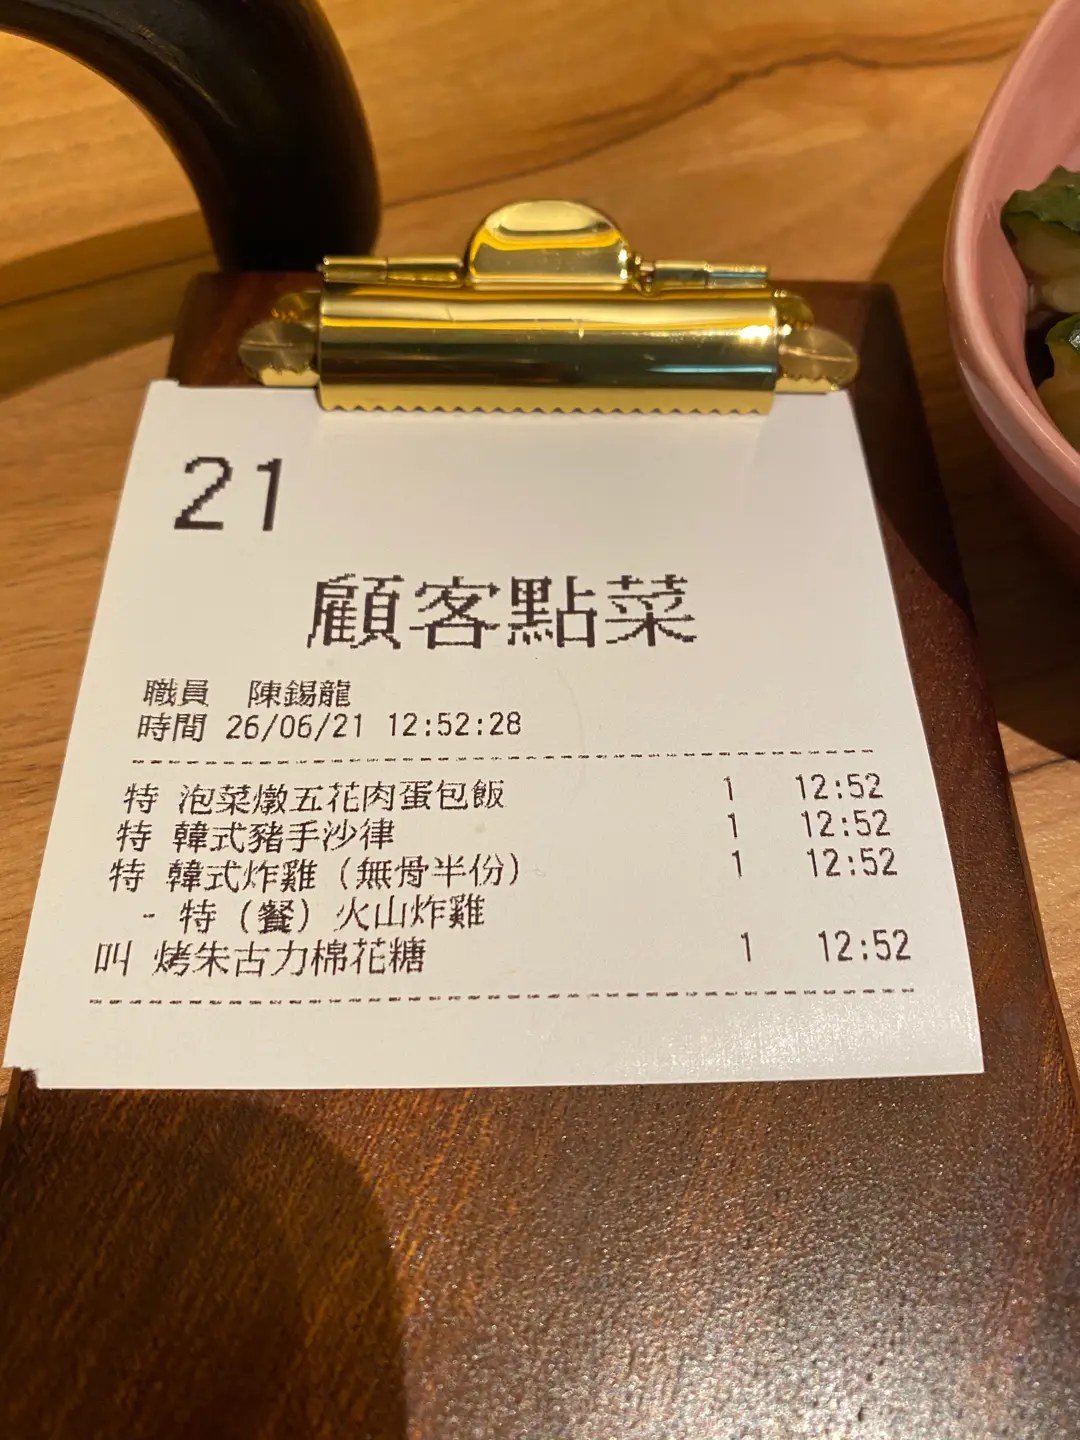 21
顧客點菜
職員 陳錫龍
時間 26/06/21 12:52:28
特 泡菜燉五花肉蛋包飯 1 12:52
特 韓式豬手沙律 1 12:52
特 韓式炸雞（無骨半份） 1 12:52
- 特（餐）火山炸雞
叫 烤朱古力棉花糖 1 12:52